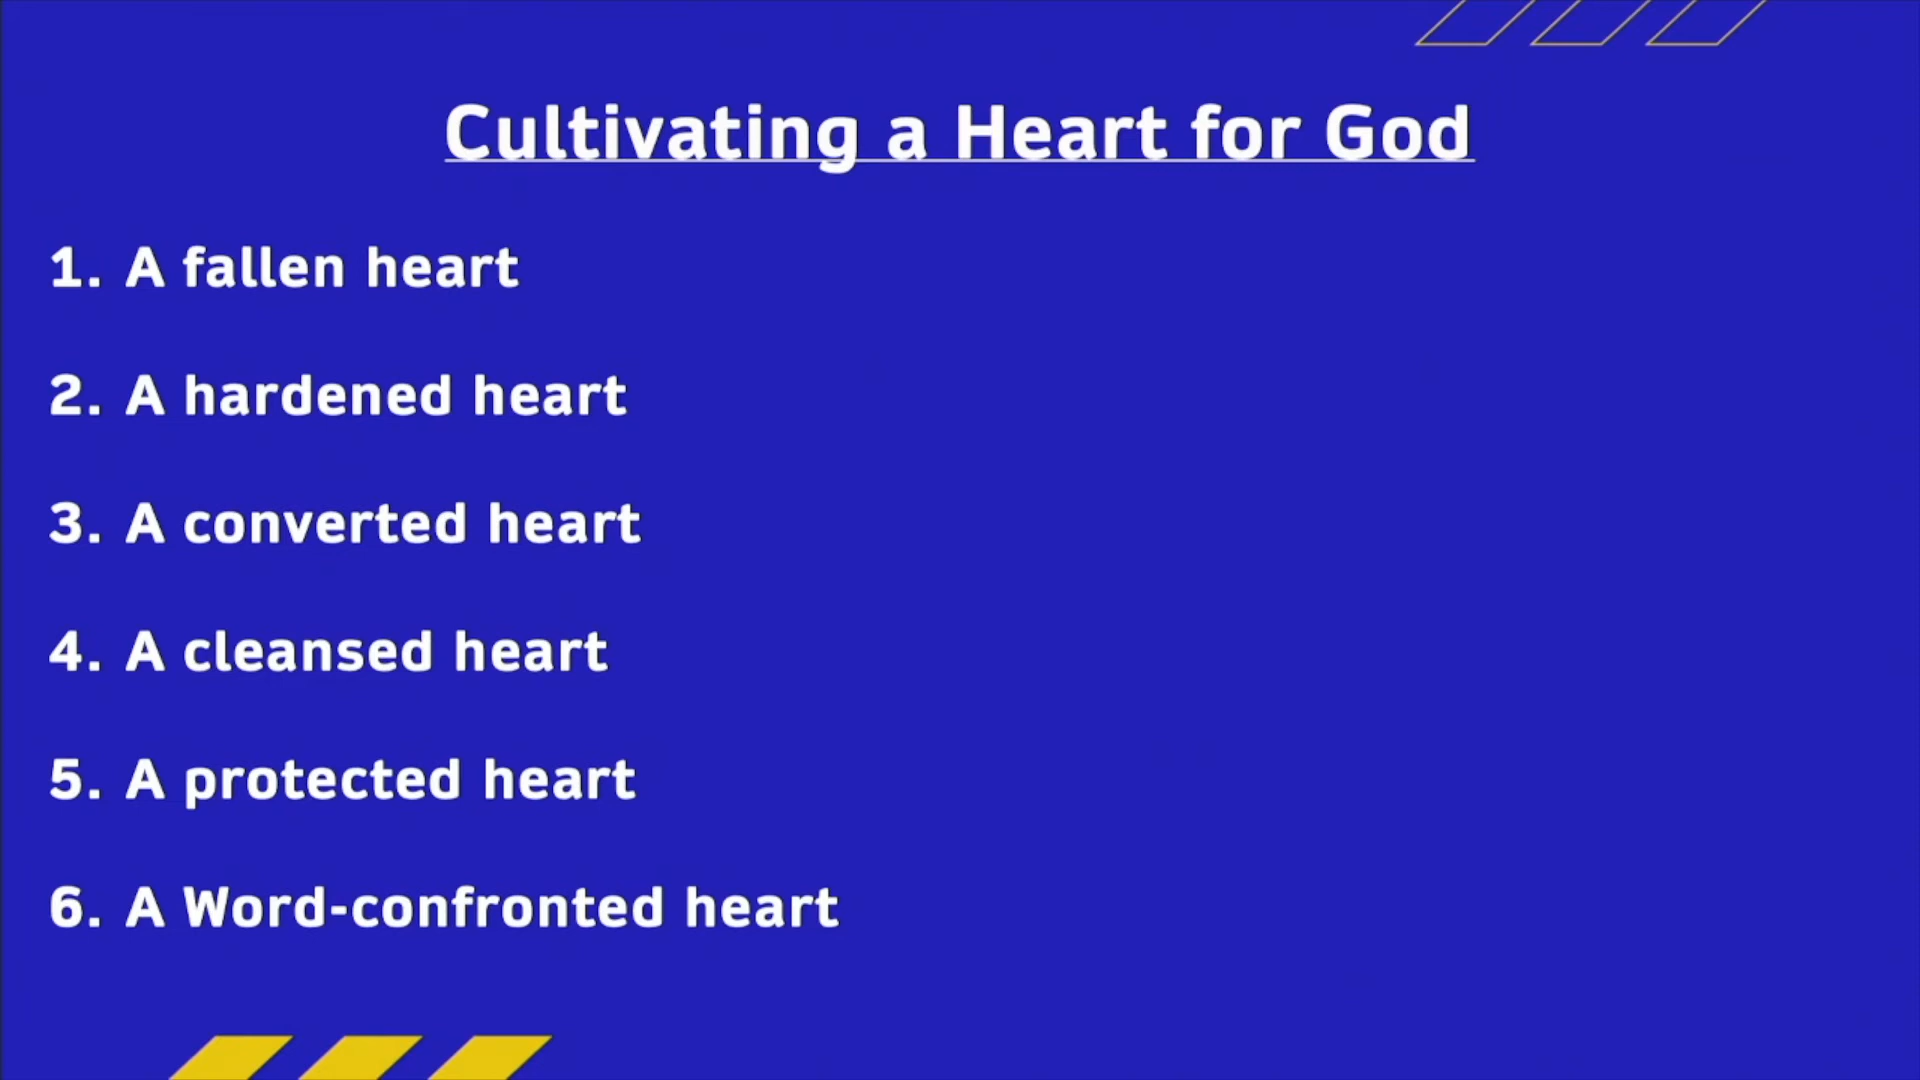 Cultivating a Heart for God
1. A fallen heart
2. A hardened heart
3. A converted heart
4. A cleansed heart
5. A protected heart
6. A Word-confronted heart